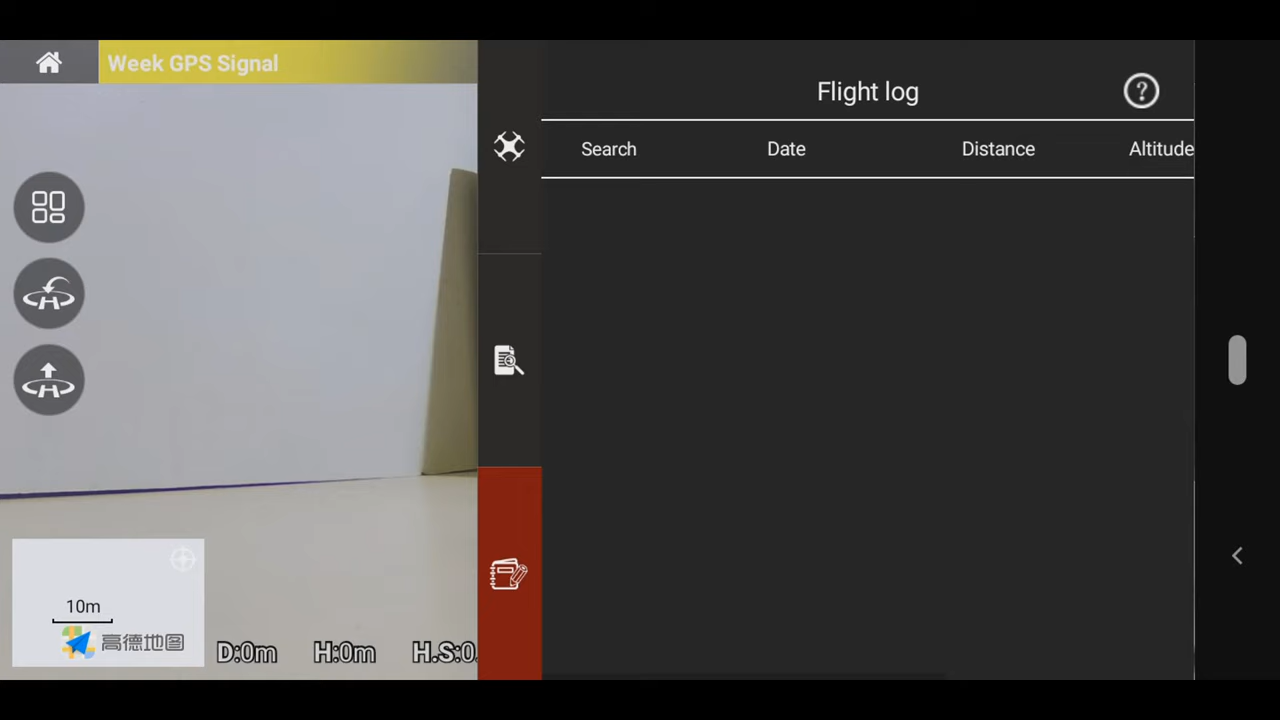 Week GPS Signal
Flight log
Search Date Distance Altitude
10m
高德地图
D:0m H:0m H.S:0.